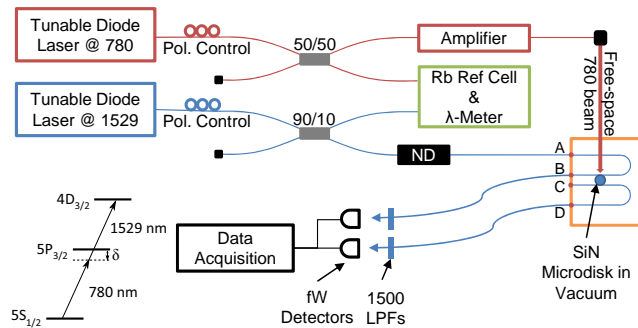 Tunable Diode
Laser @ 780
Pol. Control
50/50
Amplifier
Free-space
780 beam
Tunable Diode
Laser @ 1529
Pol. Control
90/10
Rb Ref Cell
&
λ-Meter
ND
A
B
C
D
4D3/2
1529 nm
5P3/2
δ
780 nm
5S1/2
Data
Acquisition
fW
Detectors
1500
LPFs
SiN
Microdisk in
Vacuum